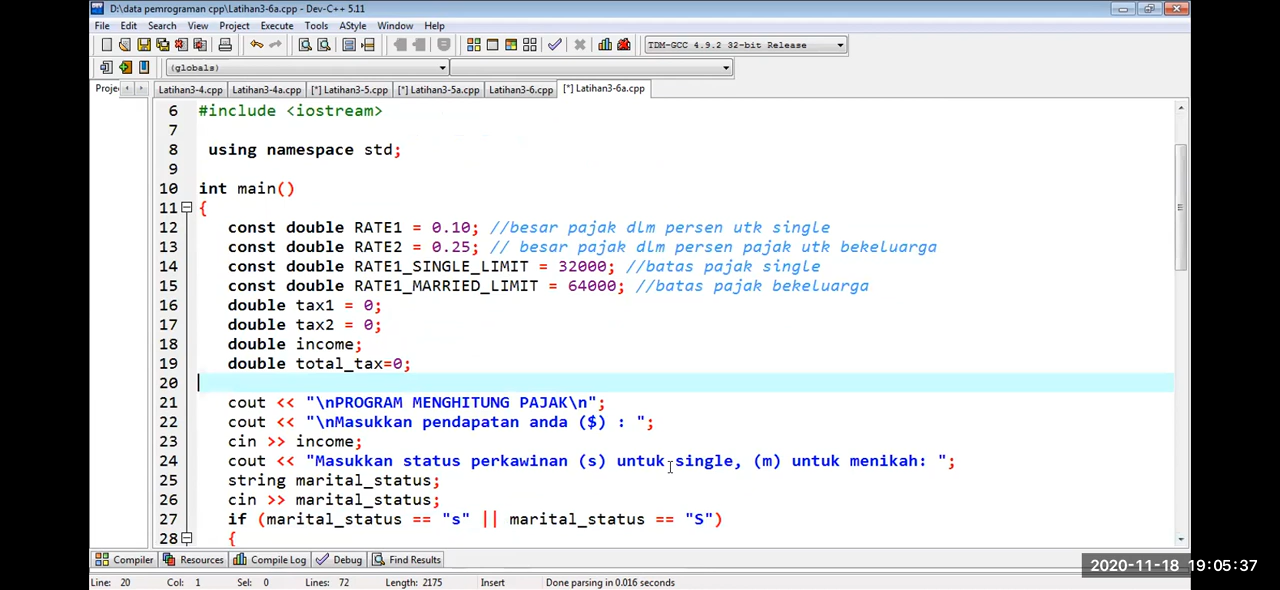 D:\data pemrograman cpp\Latihan3-6a.cpp - Dev-C++ 5.11
File Edit Search View Project Execute Tools AStyle Window Help
TDM-GCC 4.9.2 32-bit Release
(globals)
Proje Latihan3-4.cpp Latihan3-4a.cpp [*] Latihan3-5.cpp [*] Latihan3-5a.cpp Latihan3-6.cpp [*] Latihan3-6a.cpp
6 #include <iostream>
7
8 using namespace std;
9
10 int main()
11 {
12 const double RATE1 = 0.10; //besar pajak dlm persen utk single
13 const double RATE2 = 0.25; // besar pajak dlm persen pajak utk bekeluarga
14 const double RATE1_SINGLE_LIMIT = 32000; //batas pajak single
15 const double RATE1_MARRIED_LIMIT = 64000; //batas pajak bekeluarga
16 double tax1 = 0;
17 double tax2 = 0;
18 double income;
19 double total_tax=0;
20
21 cout << "\nPROGRAM MENGHITUNG PAJAK\n";
22 cout << "\nMasukkan pendapatan anda ($) : ";
23 cin >> income;
24 cout << "Masukkan status perkawinan (s) untuk single, (m) untuk menikah: ";
25 string marital_status;
26 cin >> marital_status;
27 if (marital_status == "s" || marital_status == "S")
28 {
Compiler Resources Compile Log Debug Find Results
2020-11-18 19:05:37
Line: 20 Col: 1 Sel: 0 Lines: 72 Length: 2175 Insert Done parsing in 0.016 seconds